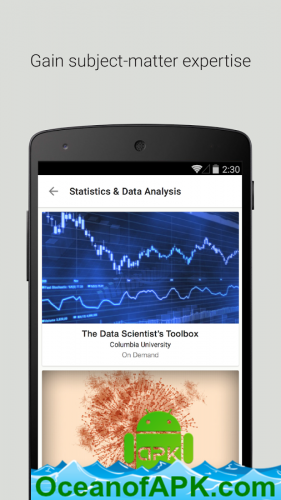 Gain subject-matter expertise
2:30
Statistics & Data Analysis
The Data Scientist's Toolbox
Columbia University
On Demand
APK
OceanofAPK.com